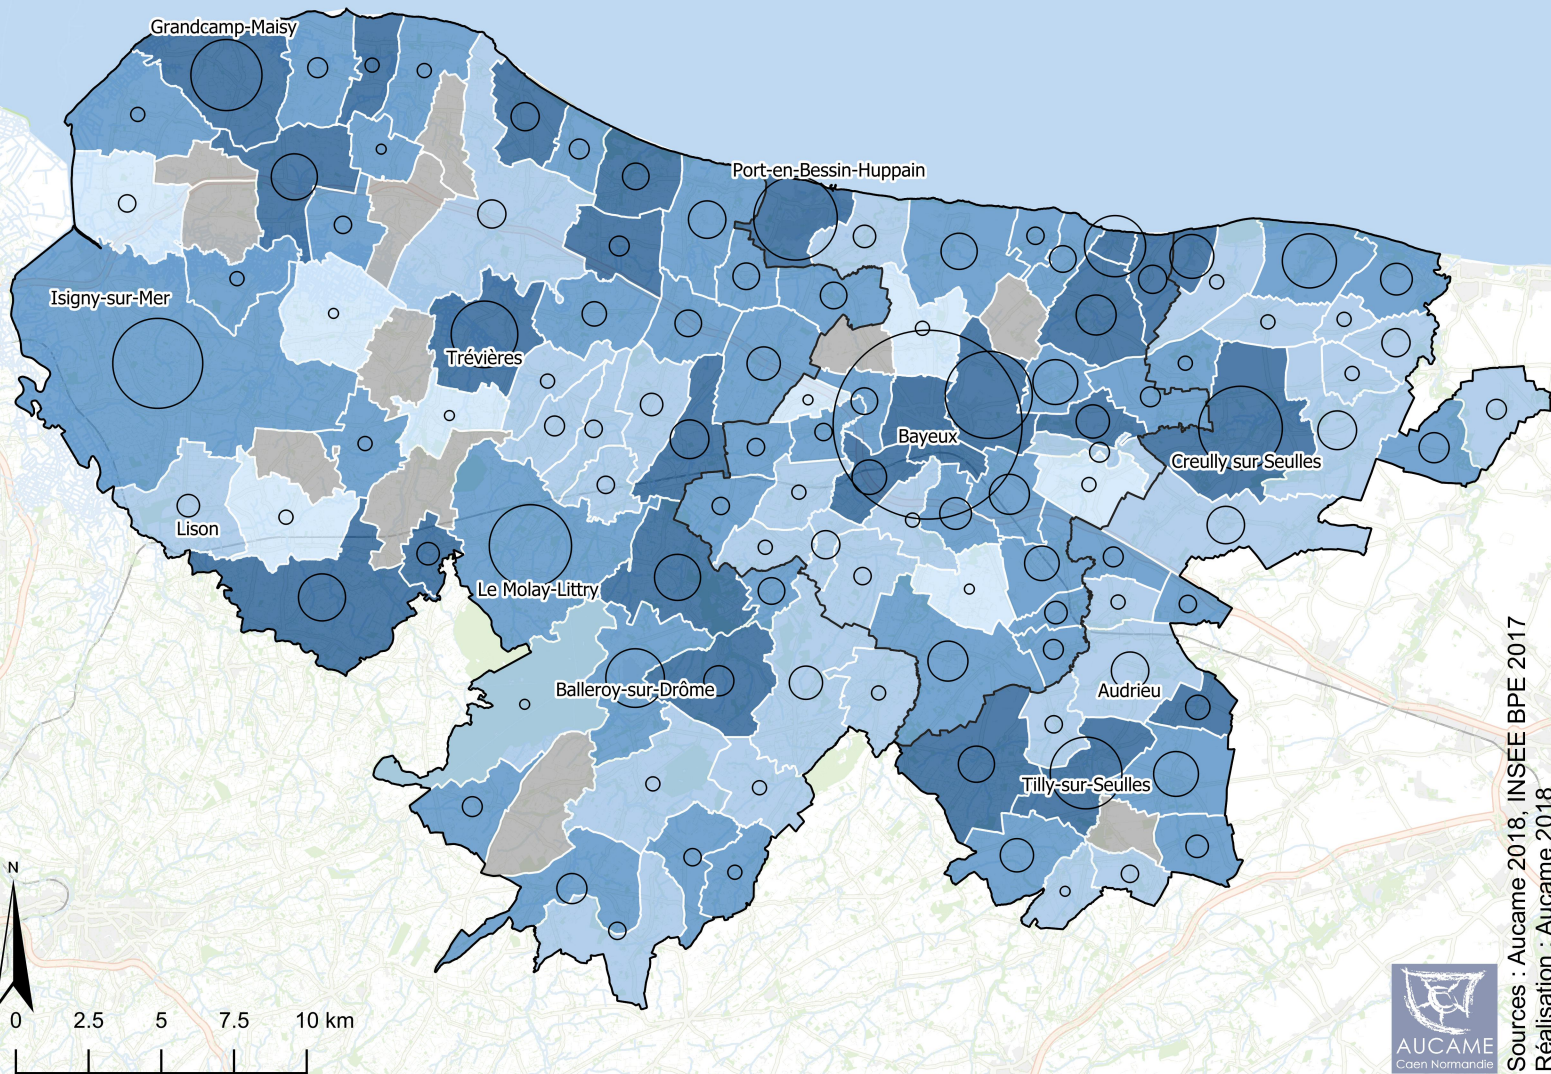 Grandcamp-Maisy
Port-en-Bessin-Huppain
Isigny-sur-Mer
Trévières
Bayeux
Creully sur Seulles
Lison
Le Molay-Littry
Balleroy-sur-Drôme
Audrieu
Tilly-sur-Seulles
N
0 2.5 5 7.5 10 km
AUCAME
Caen Normandie
Sources : Aucame 2018, INSEE BPE 2017
Réalisation : Aucame 2018